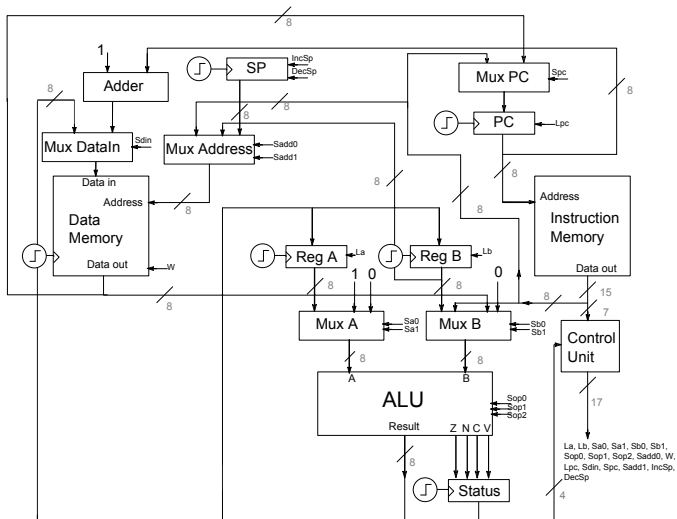 8
1
IncSp
SP
DecSp
Mux PC
Spc
8
Adder
8
8
8
PC
Lpc
Mux DataIn
Sdin
Mux Address
Sadd0
Sadd1
8
Data in
Address
8
8
8
Address
Data
Memory
Instruction
Memory
Data out
W
Reg A
La
Reg B
Lb
Data out
8
1
0
8
8
0
8
15
7
Mux A
Sa0
Sa1
Mux B
Sb0
Sb1
Control
Unit
8
8
A
B
ALU
Sop0
Sop1
Sop2
17
Result
Z N C V
8
La, Lb, Sa0, Sa1, Sb0, Sb1,
Sop0, Sop1, Sop2, Sadd0, W,
Lpc, Sdin, Spc, Sadd1, IncSp,
DecSp
Status
4